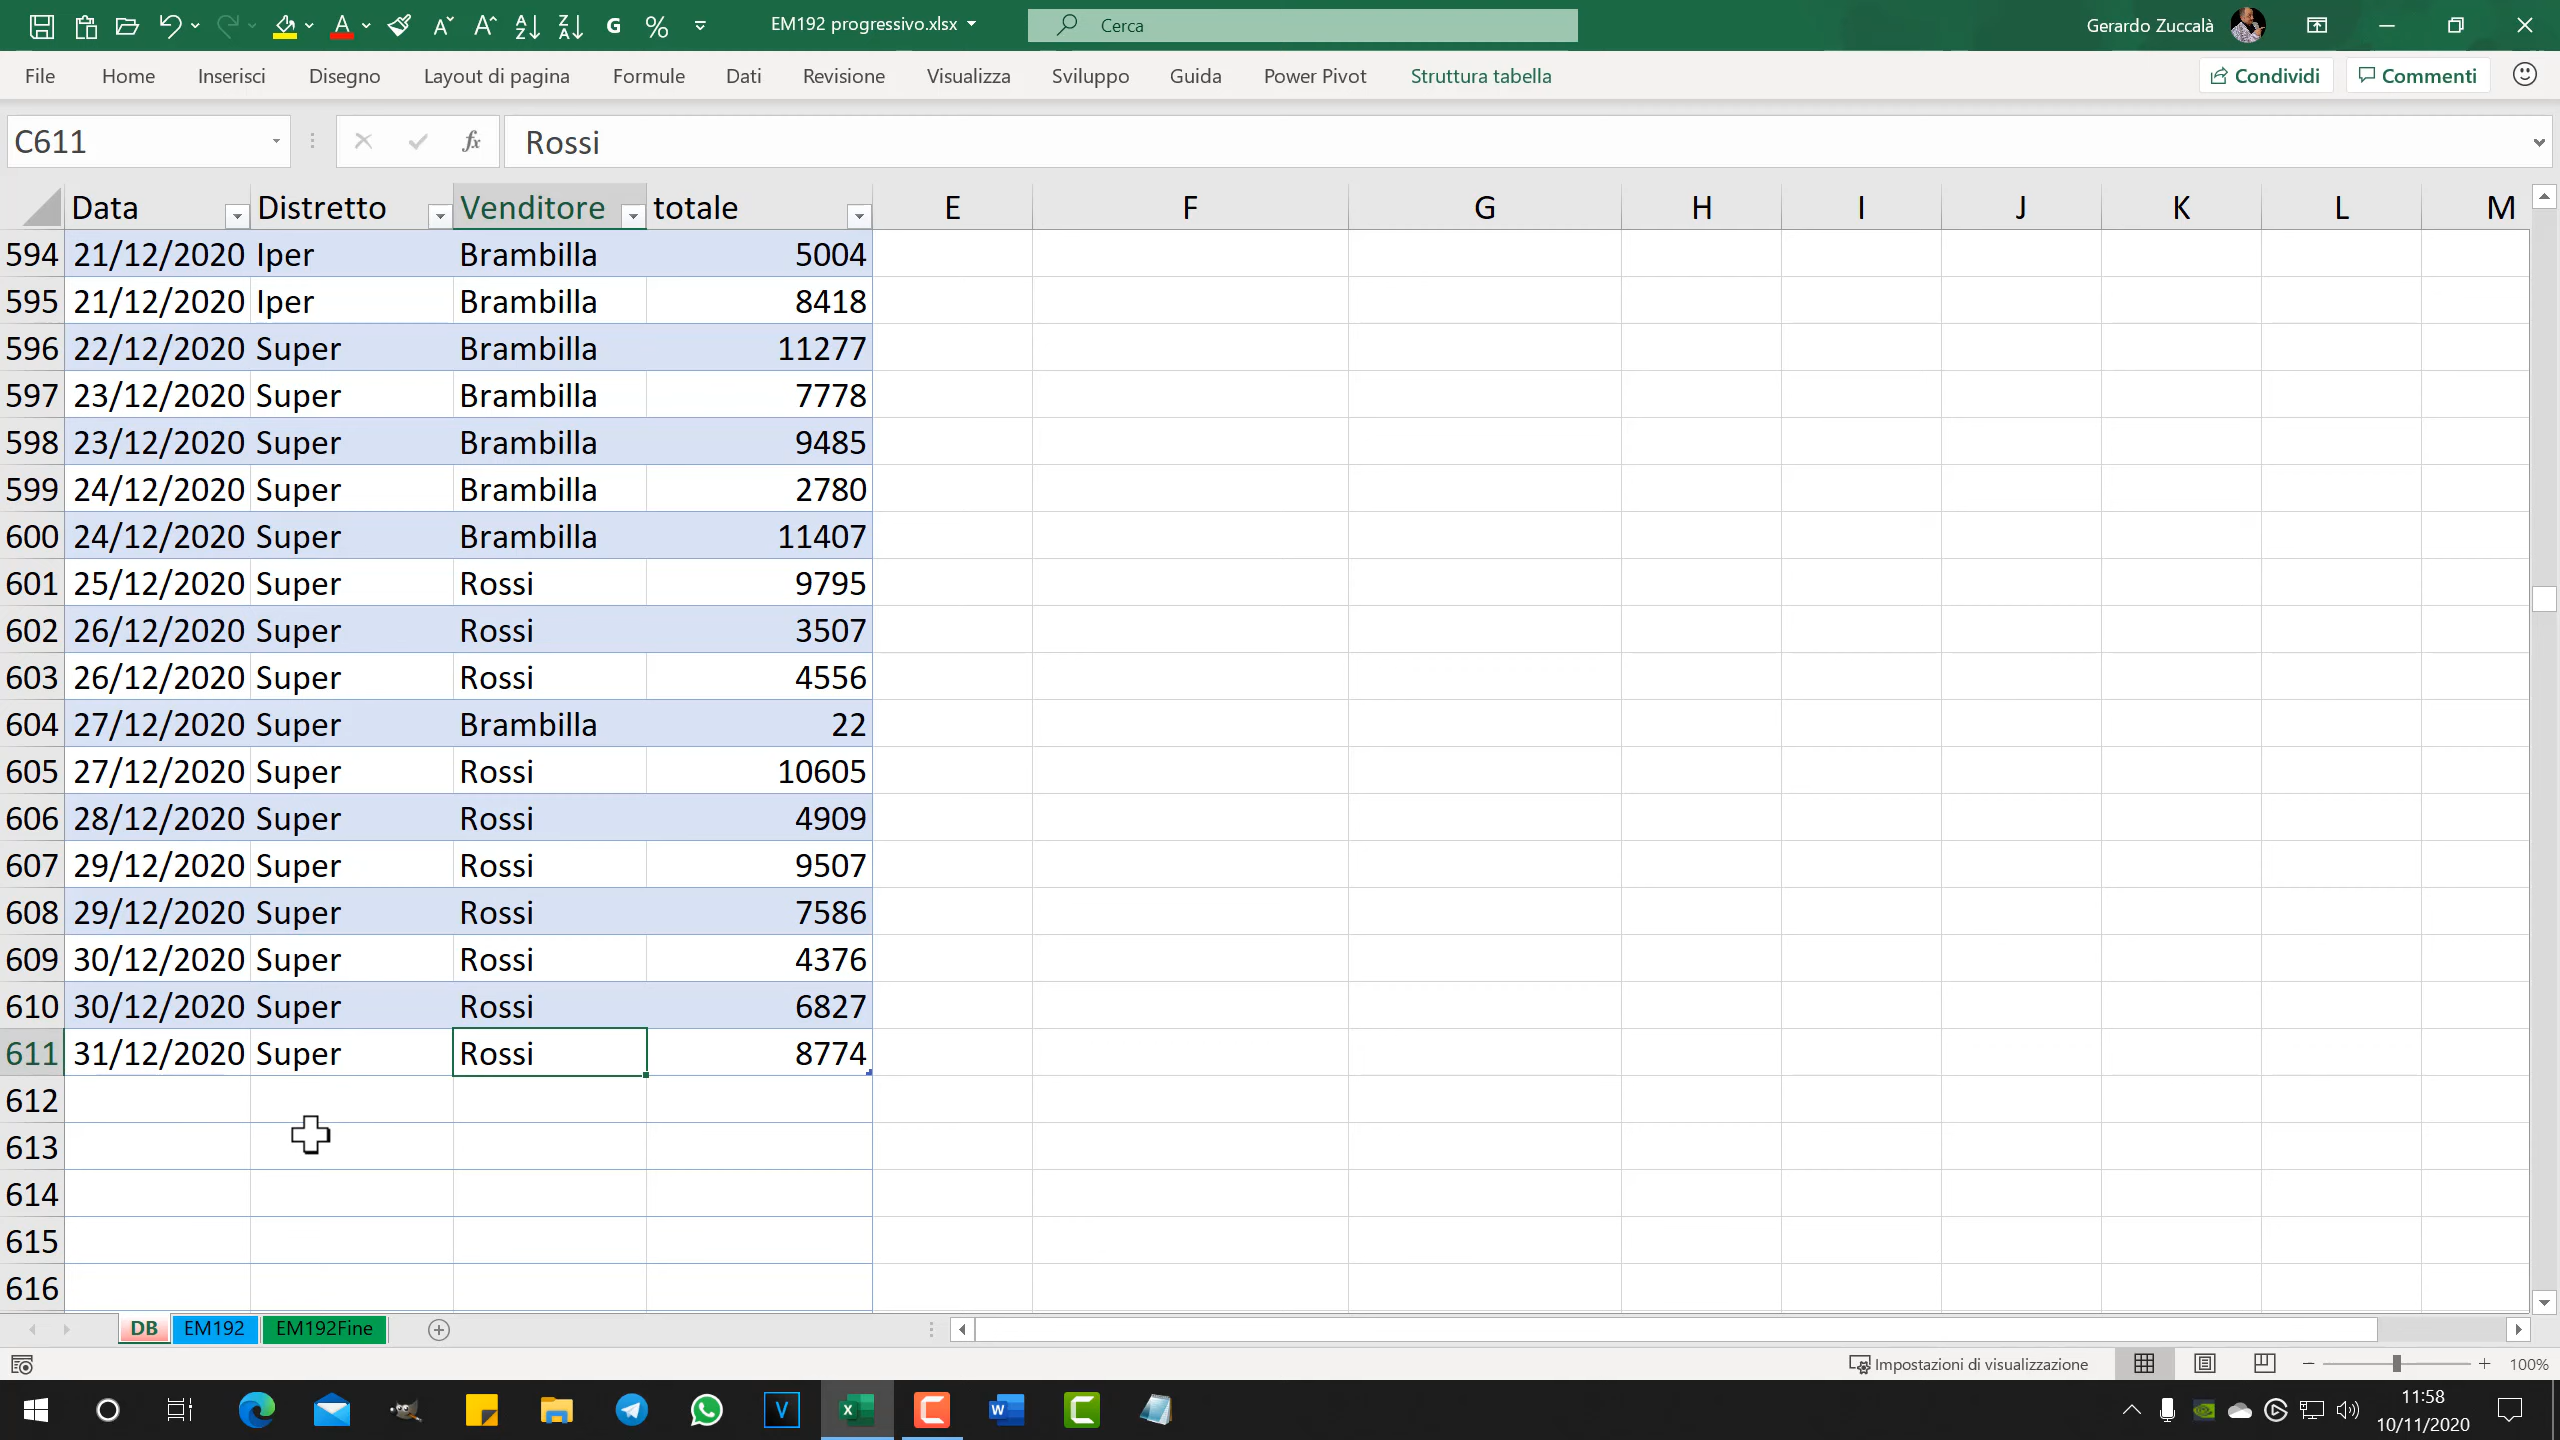 EM192 progressivo.xlsx
Cerca
Gerardo Zuccalà
File Home Inserisci Disegno Layout di pagina Formule Dati Revisione Visualizza Sviluppo Guida Power Pivot Struttura tabella Condividi Commenti
C611 fx Rossi
Data Distretto Venditore totale E F G H I J K L M
594 21/12/2020 Iper Brambilla 5004
595 21/12/2020 Iper Brambilla 8418
596 22/12/2020 Super Brambilla 11277
597 23/12/2020 Super Brambilla 7778
598 23/12/2020 Super Brambilla 9485
599 24/12/2020 Super Brambilla 2780
600 24/12/2020 Super Brambilla 11407
601 25/12/2020 Super Rossi 9795
602 26/12/2020 Super Rossi 3507
603 26/12/2020 Super Rossi 4556
604 27/12/2020 Super Brambilla 22
605 27/12/2020 Super Rossi 10605
606 28/12/2020 Super Rossi 4909
607 29/12/2020 Super Rossi 9507
608 29/12/2020 Super Rossi 7586
609 30/12/2020 Super Rossi 4376
610 30/12/2020 Super Rossi 6827
611 31/12/2020 Super Rossi 8774
612
613
614
615
616
DB EM192 EM192Fine
Impostazioni di visualizzazione 100%
11:58
10/11/2020